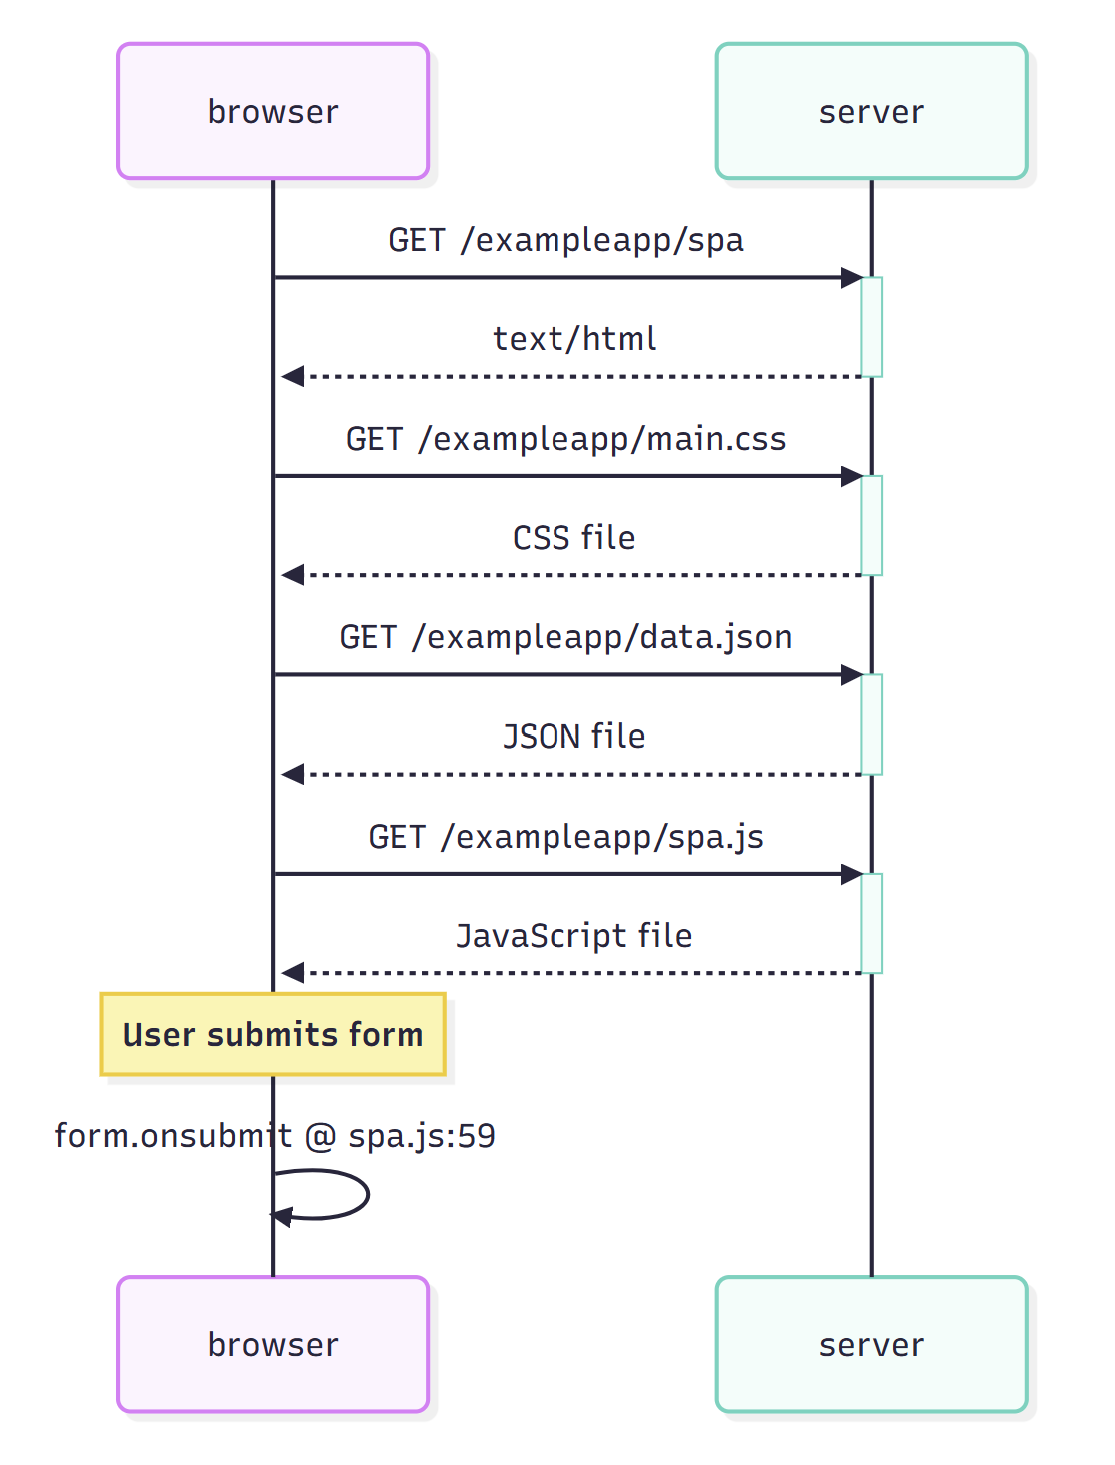 browser
server
GET /exampleapp/spa
text/html
GET /exampleapp/main.css
CSS file
GET /exampleapp/data.json
JSON file
GET /exampleapp/spa.js
JavaScript file
User submits form
form.onsubmit @ spa.js:59
browser
server